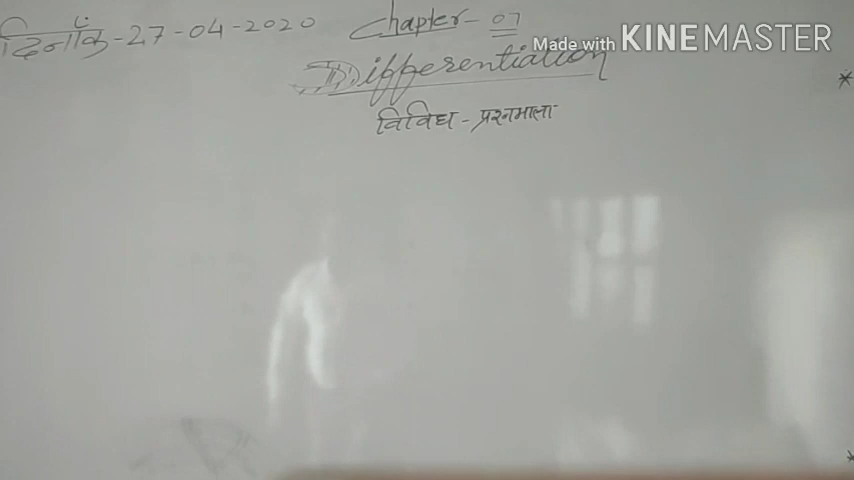 दिनांक - 27-04-2020 Chapter - 07
Made with KINEMASTER
Differentiation
विविध - प्रश्नमाला
*
*